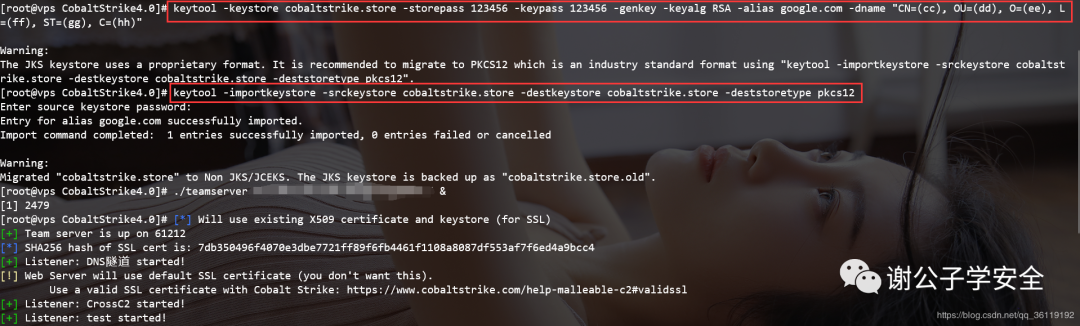 [root@vps CobaltStrike4.0]# keytool -keystore cobaltstrike.store -storepass 123456 -keypass 123456 -genkey -keyalg RSA -alias google.com -dname "CN=(cc), OU=(dd), O=(ee), L
=(ff), ST=(gg), C=(hh)"
Warning:
The JKS keystore uses a proprietary format. It is recommended to migrate to PKCS12 which is an industry standard format using "keytool -importkeystore -srckeystore cobaltst
rike.store -destkeystore cobaltstrike.store -deststoretype pkcs12".
[root@vps CobaltStrike4.0]# keytool -importkeystore -srckeystore cobaltstrike.store -destkeystore cobaltstrike.store -deststoretype pkcs12
Enter source keystore password:
Entry for alias google.com successfully imported.
Import command completed:  1 entries successfully imported, 0 entries failed or cancelled
Warning:
Migrated "cobaltstrike.store" to Non JKS/JCEKS. The JKS keystore is backed up as "cobaltstrike.store.old".
[root@vps CobaltStrike4.0]# ./teamserver &
[1] 2479
[root@vps CobaltStrike4.0]# [*] Will use existing X509 certificate and keystore (for SSL)
[+] Team server is up on 61212
[*] SHA256 hash of SSL cert is: 7db350496f4070e3dbe7721ff89f6fb4461f1108a8087df553af7f6ed4a9bcc4
[+] Listener: DNS隧道 started!
[!] Web Server will use default SSL certificate (you don't want this).
Use a valid SSL certificate with Cobalt Strike: https://www.cobaltstrike.com/help-malleable-c2#validssl
[+] Listener: CrossC2 started!
[+] Listener: test started!
谢公子学安全
https://blog.csdn.net/qq_36119192